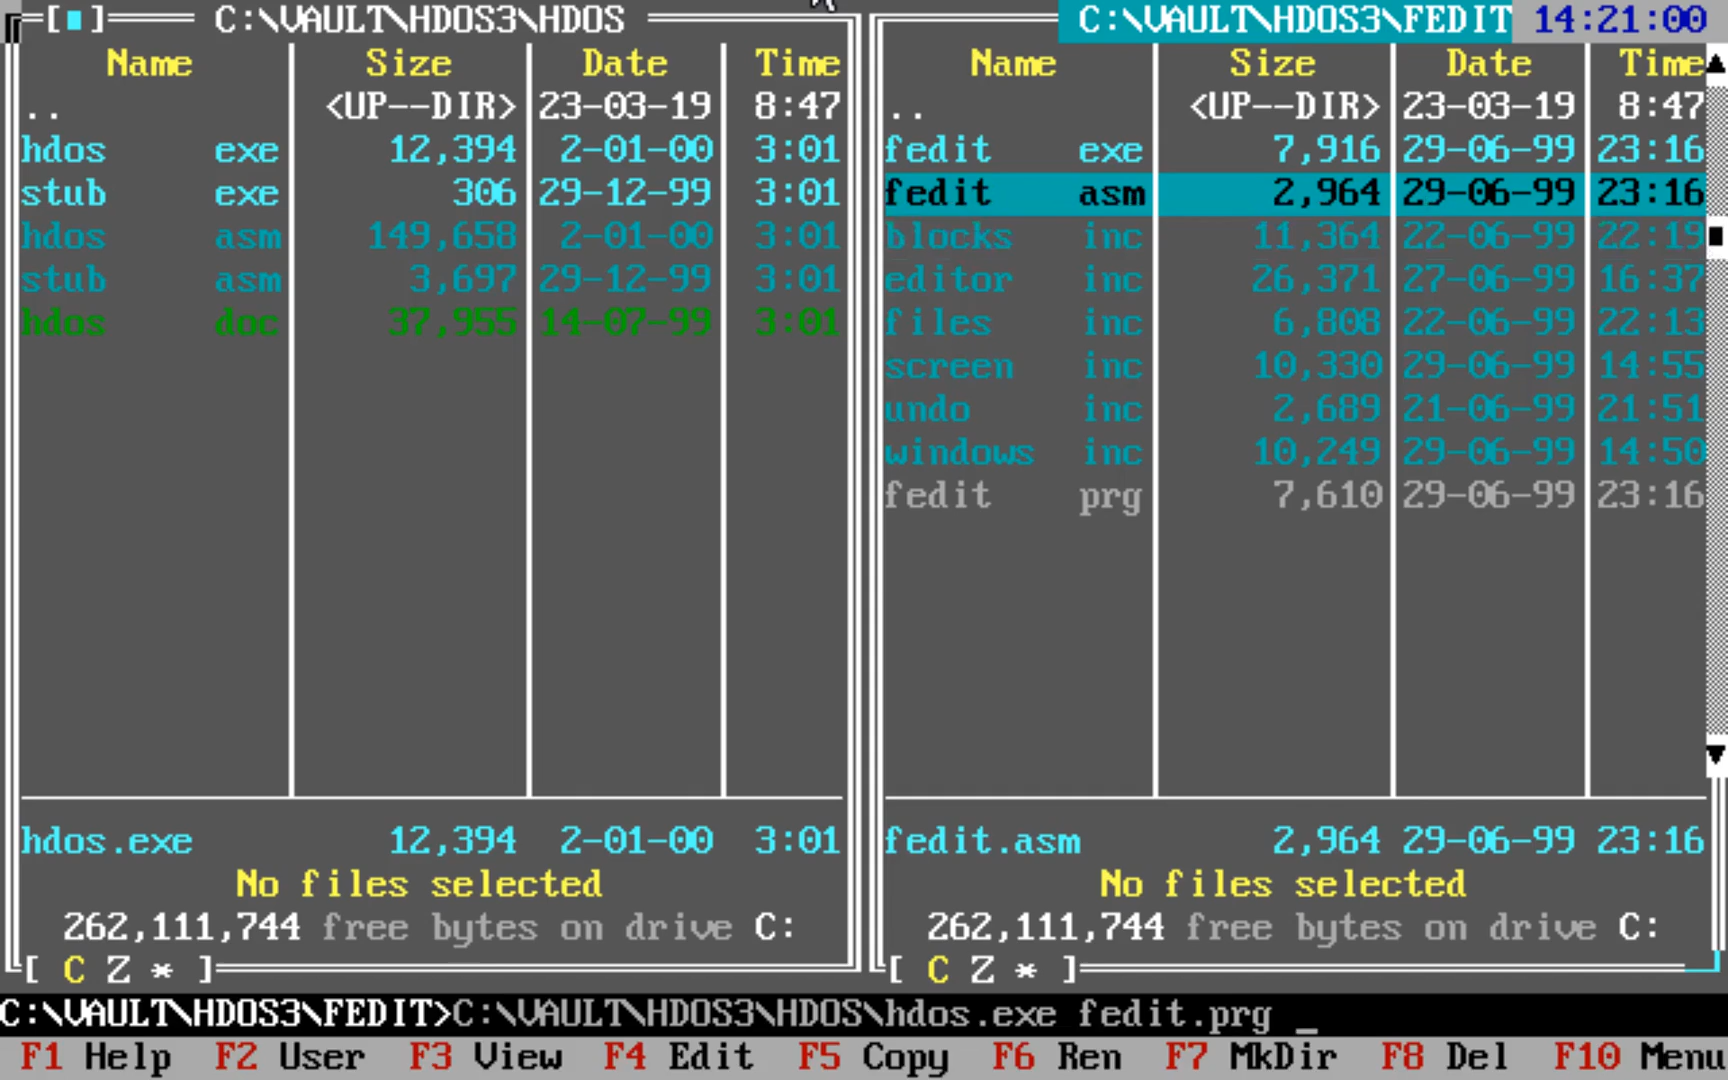 [■] C:\VAULT\HDOS3\HDOS
Name Size Date Time
.. <UP--DIR> 23-03-19 8:47
hdos exe 12,394 2-01-00 3:01
stub exe 306 29-12-99 3:01
hdos asm 149,658 2-01-00 3:01
stub asm 3,697 29-12-99 3:01
hdos doc 37,955 14-07-99 3:01
hdos.exe 12,394 2-01-00 3:01
No files selected
262,111,744 free bytes on drive C:
[ C Z * ]
C:\VAULT\HDOS3\FEDIT 14:21:00
Name Size Date Time
.. <UP--DIR> 23-03-19 8:47
fedit exe 7,916 29-06-99 23:16
fedit asm 2,964 29-06-99 23:16
blocks inc 11,364 22-06-99 22:19
editor inc 26,371 27-06-99 16:37
files inc 6,808 22-06-99 22:13
screen inc 10,330 29-06-99 14:55
undo inc 2,689 21-06-99 21:51
windows inc 10,249 29-06-99 14:50
fedit prg 7,610 29-06-99 23:16
fedit.asm 2,964 29-06-99 23:16
No files selected
262,111,744 free bytes on drive C:
[ C Z * ]
C:\VAULT\HDOS3\FEDIT>C:\VAULT\HDOS3\HDOS\hdos.exe fedit.prg _
F1 Help F2 User F3 View F4 Edit F5 Copy F6 Ren F7 MkDir F8 Del F10 Menu